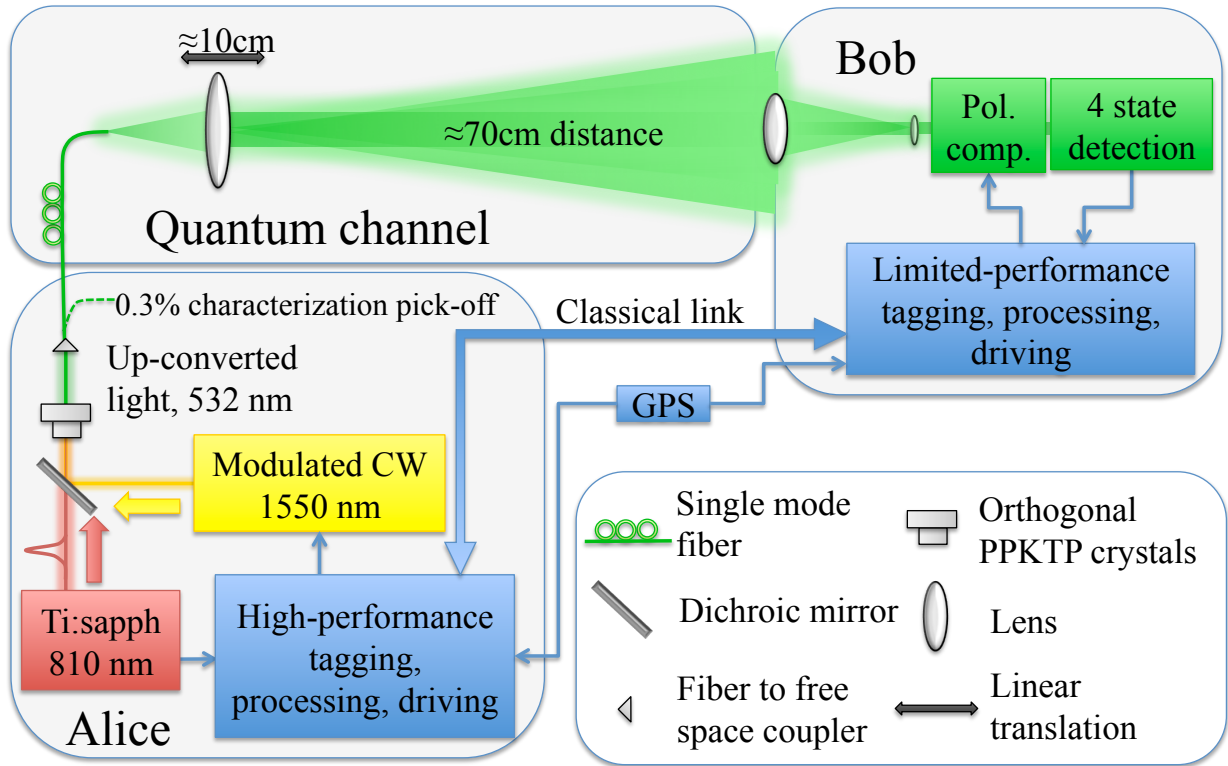 ≈10cm
≈70cm distance
Quantum channel
Bob
Pol.
comp.
4 state
detection
Limited-performance
tagging, processing,
driving
0.3% characterization pick-off
Up-converted
light, 532 nm
Classical link
GPS
Modulated CW
1550 nm
Ti:sapph
810 nm
High-performance
tagging,
processing, driving
Alice
Single mode
fiber
Orthogonal
PPKTP crystals
Dichroic mirror
Lens
Fiber to free
space coupler
Linear
translation